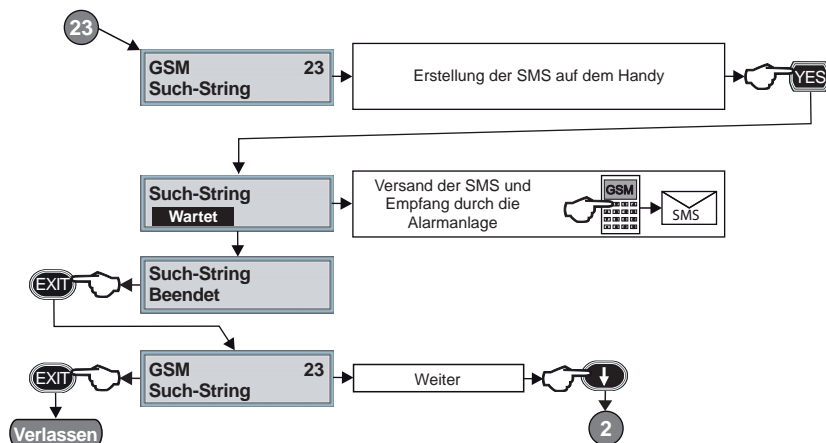 23
GSM 23
Such-String
Erstellung der SMS auf dem Handy
YES
Such-String
Wartet
Versand der SMS und
Empfang durch die
Alarmanlage
GSM
SMS
Such-String
Beendet
EXIT
GSM 23
Such-String
EXIT
Weiter
Verlassen
2